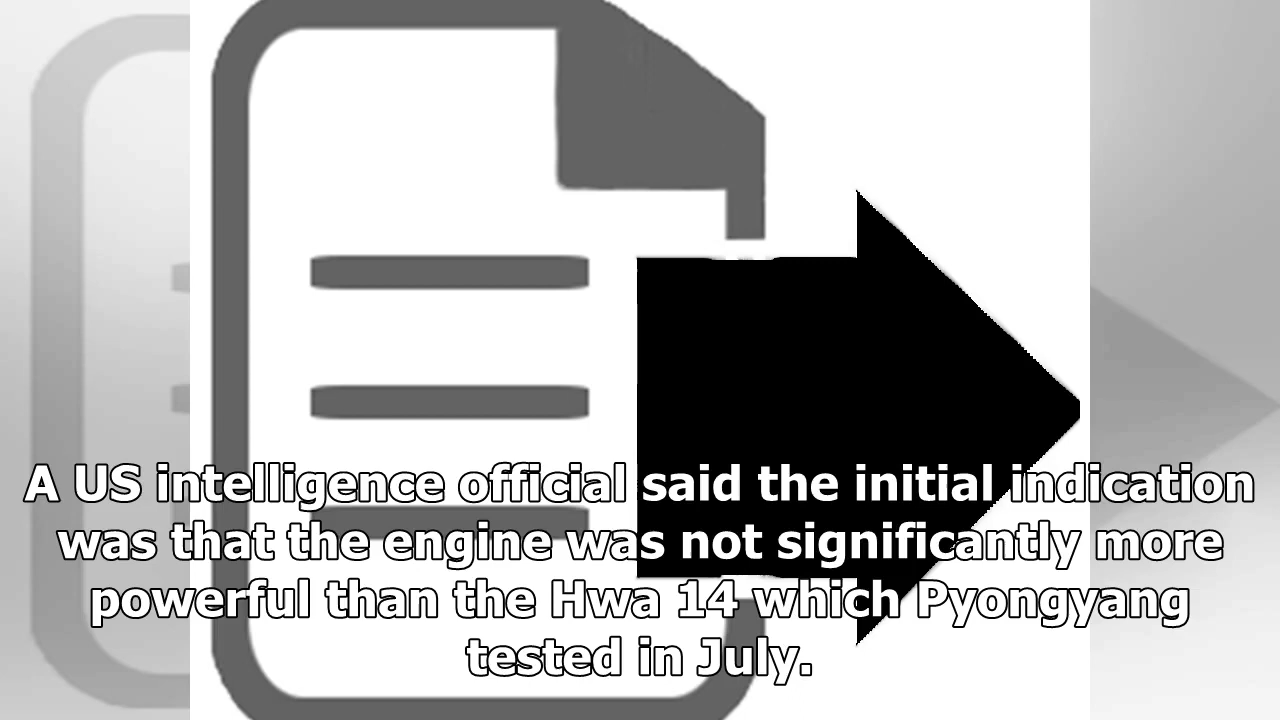 A US intelligence official said the initial indication
was that the engine was not significantly more
powerful than the Hwa 14 which Pyongyang
tested in July.